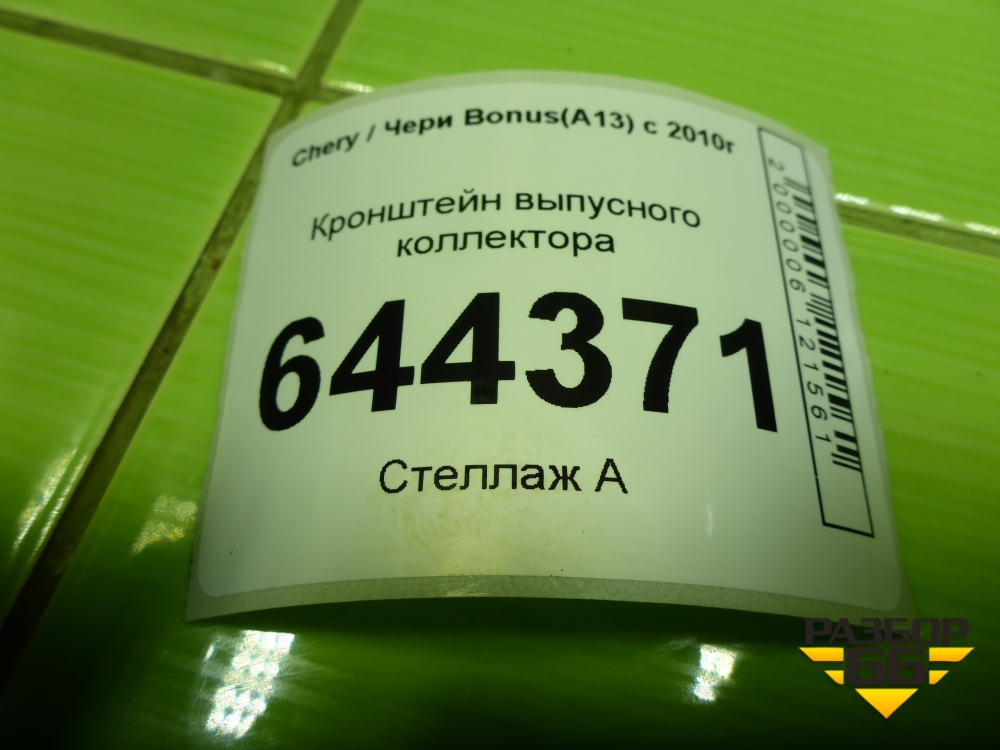 Chery / Чери Bonus(A13) с 2010г
Кронштейн выпусного
коллектора
644371
Стеллаж А
2000006121561
РАЗБОР
66